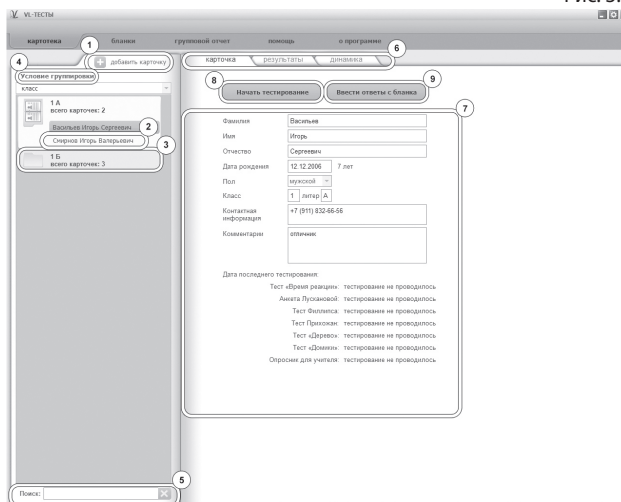 Рис. 3.
VL-ТЕСТЫ
картотека бланки групповой отчет помощь о программе
1
4 добавить карточку
6
карточка результаты динамика
Условие группировки
класс
8 9
Начать тестирование Ввести ответы с бланка
1 А
всего карточек: 2
7
Васильев Игорь Сергеевич 2
Смирнов Игорь Валерьевич
3
1 Б
всего карточек: 3
Фамилия Васильев
Имя Игорь
Отчество Сергеевич
Дата рождения 12.12.2006 7 лет
Пол мужской
Класс 1 литер А
Контактная информация +7 (911) 832-66-56
Комментарии отличник
Дата последнего тестирования:
Тест «Время реакции»: тестирование не проводилось
Анкета Лускановой: тестирование не проводилось
Тест Филлипса: тестирование не проводилось
Тест Прихожан: тестирование не проводилось
Тест «Дерево»: тестирование не проводилось
Тест «Домики»: тестирование не проводилось
Опросник для учителя: тестирование не проводилось
5
Поиск: